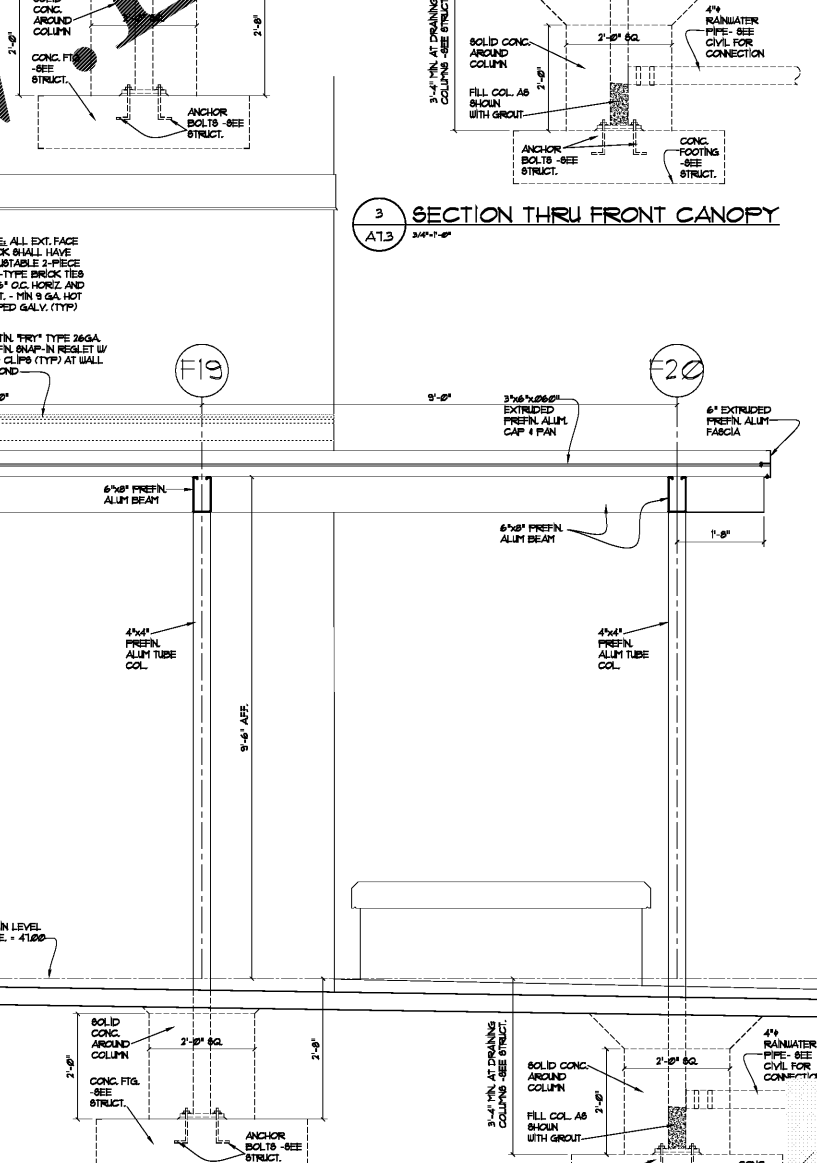 CONC.
AROUND
COLUMN
2'-0" SQ.
2'-0"
2'-8"
CONC. FTG.
-SEE
STRUCT.
ANCHOR
BOLTS -SEE
STRUCT.
3'-4" MIN. AT DRAINING
COLUMNS -SEE STRUCT.
SOLID CONC.
AROUND
COLUMN
2'-0" SQ.
2'-0"
FILL COL. AS
SHOWN
WITH GROUT
4"φ
RAINWATER
PIPE- SEE
CIVIL FOR
CONNECTION
ANCHOR
BOLTS -SEE
STRUCT.
CONC.
FOOTING
-SEE
STRUCT.
3
A7.3
SECTION THRU FRONT CANOPY
3/4"=1'-0"
ALL EXT. FACE
SHALL HAVE
2-PIECE
-TYPE BRICK TIES
O.C. HORIZ. AND
- MIN 9 GA. HOT
GALV. (TYP)
"FRY" TYPE 26GA.
SNAP-IN REGLET W/
CLIPS (TYP) AT WALL
F19
F20
9'-0"
3"x6"x.060"
EXTRUDED
PREFIN. ALUM.
CAP & PAN
6" EXTRUDED
PREFIN. ALUM
FASCIA
6"x8" PREFIN.
ALUM BEAM
6"x8" PREFIN.
ALUM BEAM
1'-8"
4"x4"
PREFIN.
ALUM TUBE
COL.
4"x4"
PREFIN.
ALUM TUBE
COL.
9'-6" AFF.
LEVEL
= 47.00
SOLID
CONC.
AROUND
COLUMN
2'-0" SQ.
2'-0"
2'-8"
CONC. FTG.
-SEE
STRUCT.
ANCHOR
BOLTS -SEE
STRUCT.
3'-4" MIN. AT DRAINING
COLUMNS -SEE STRUCT.
SOLID CONC.
AROUND
COLUMN
2'-0" SQ.
2'-0"
FILL COL. AS
SHOWN
WITH GROUT
4"φ
RAINWATER
PIPE- SEE
CIVIL FOR